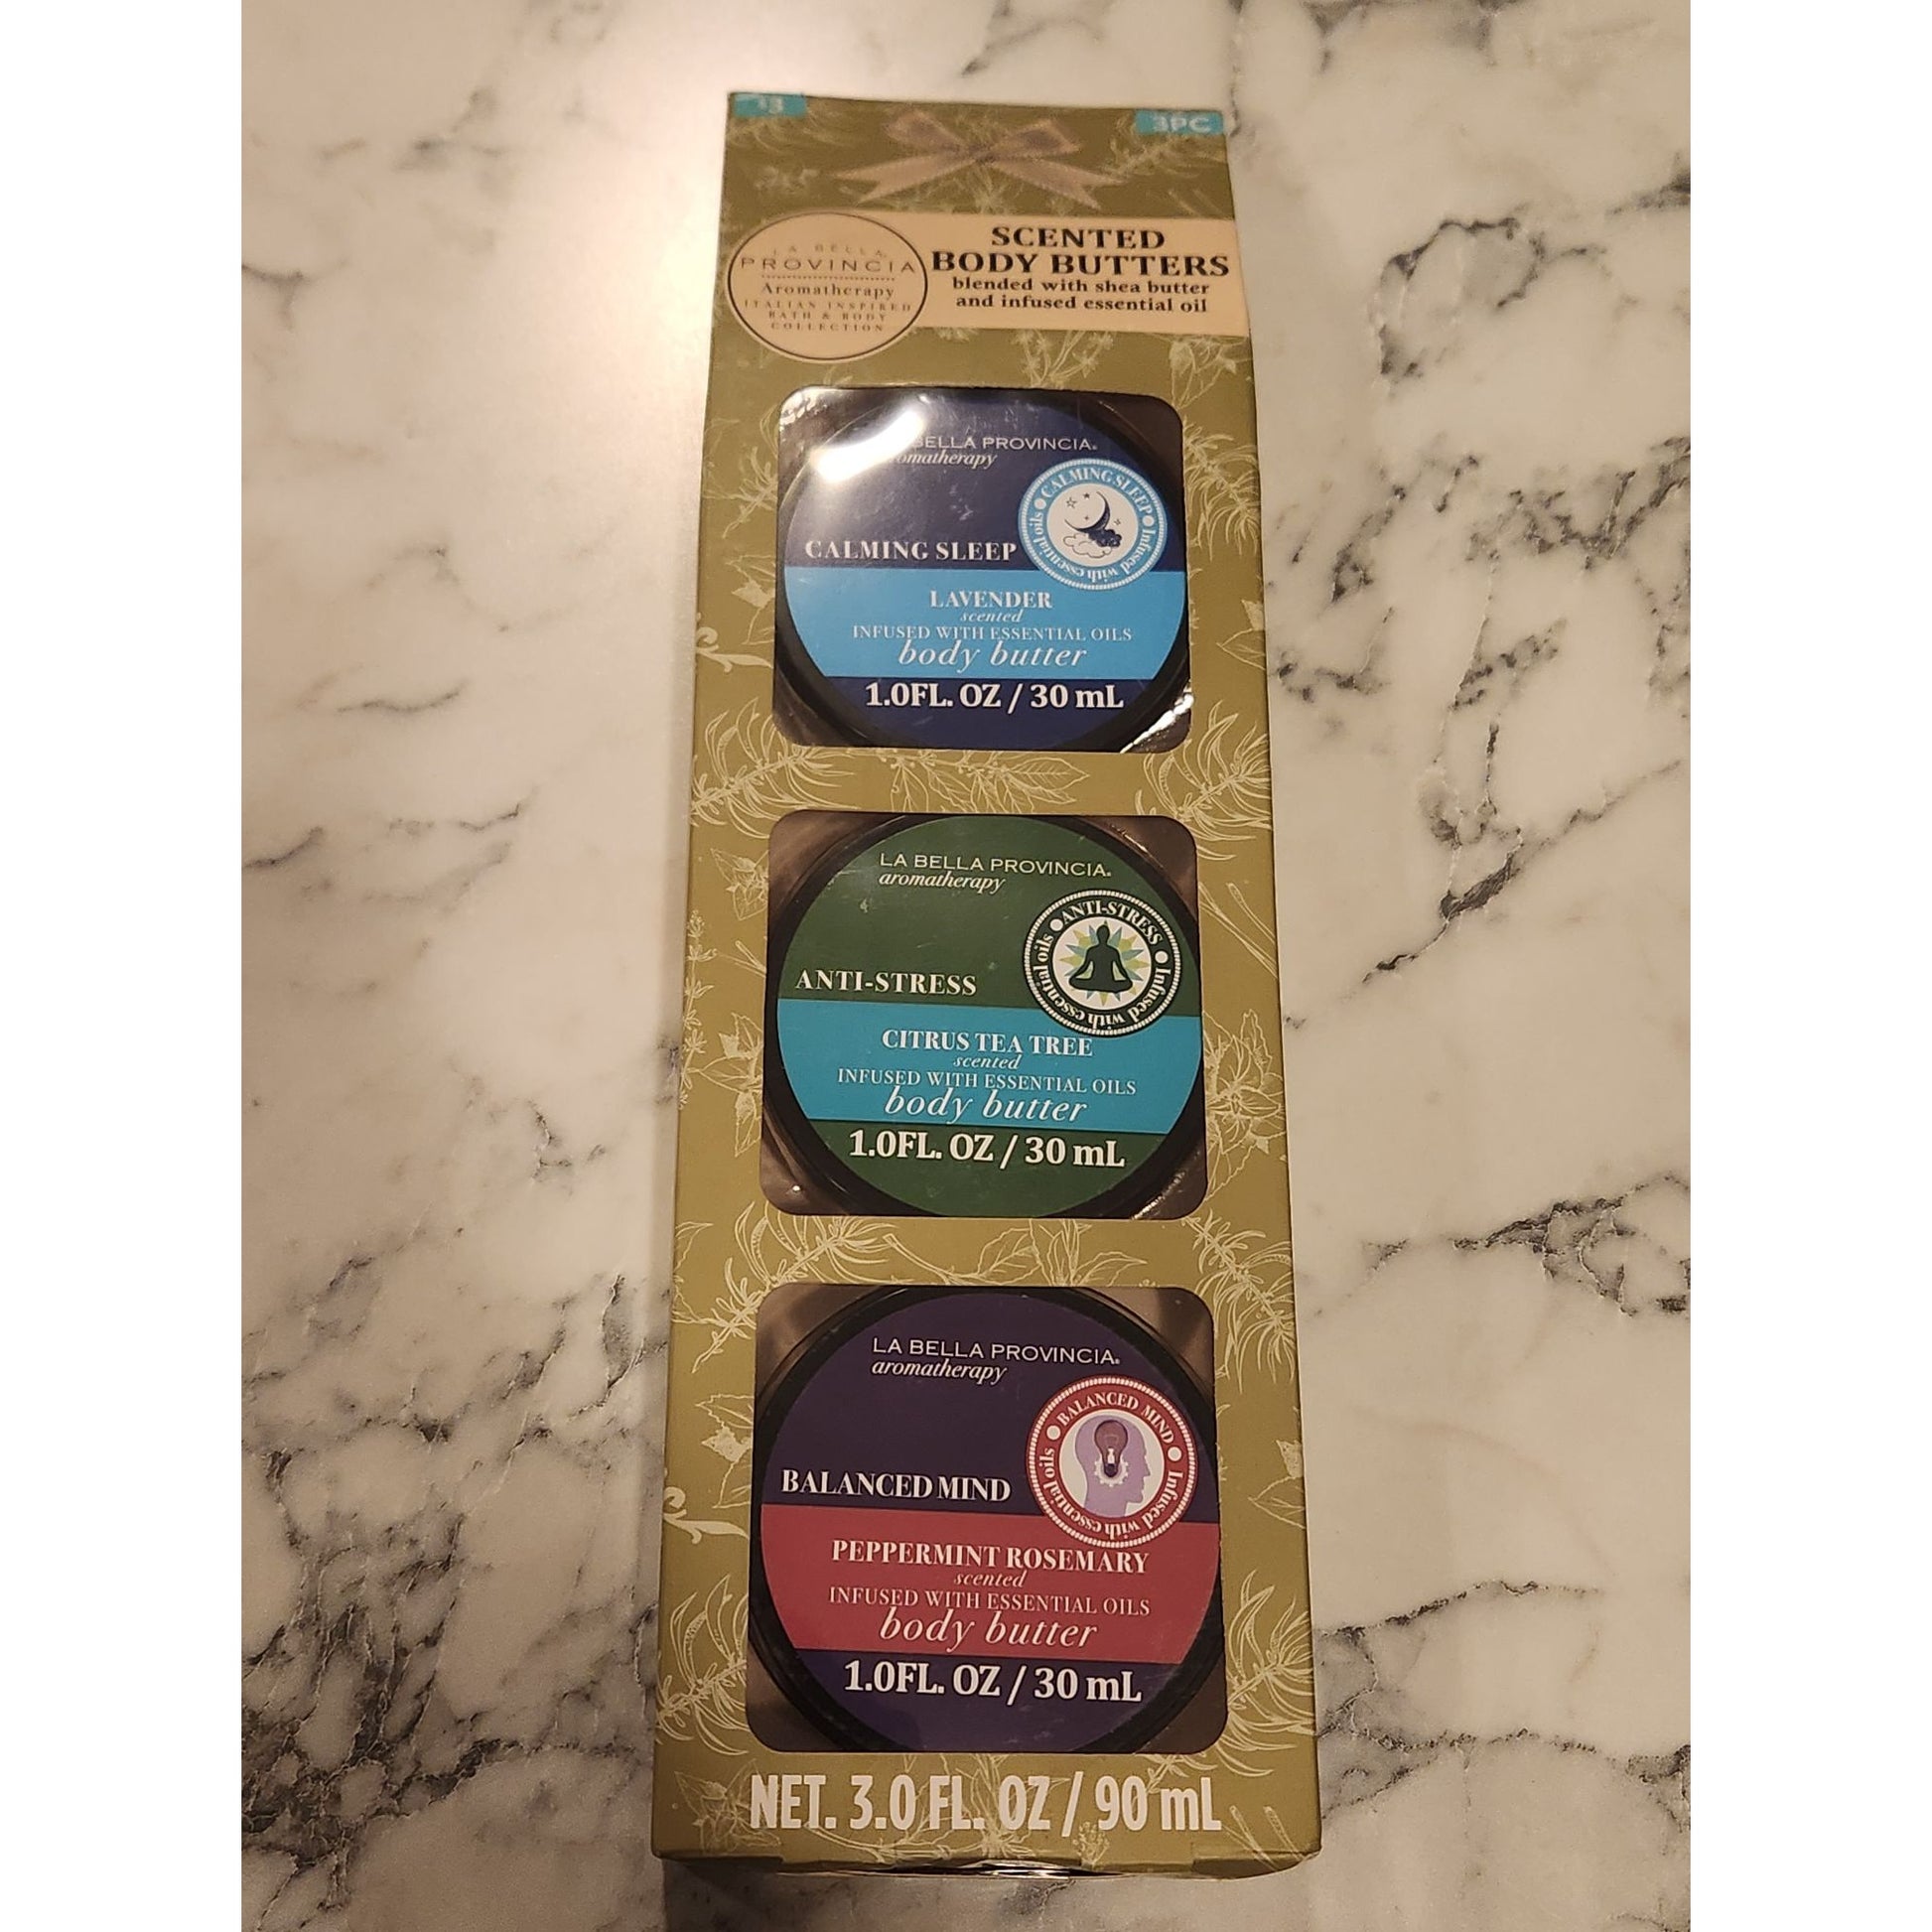 13
3PC
LA BELLA
PROVINCIA
Aromatherapy
ITALIAN INSPIRED
BATH & BODY
COLLECTION
SCENTED
BODY BUTTERS
blended with shea butter
and infused essential oil
BELLA PROVINCIA.
CALMING SLEEP
Infused with essential oils
CALMING SLEEP
LAVENDER
scented
INFUSED WITH ESSENTIAL OILS
body butter
1.0FL. OZ / 30 mL
LA BELLA PROVINCIA®
aromatherapy
ANTI-STRESS
Infused with essential oils
ANTI-STRESS
CITRUS TEA TREE
scented
INFUSED WITH ESSENTIAL OILS
body butter
1.0FL. OZ / 30 mL
LA BELLA PROVINCIA®
aromatherapy
BALANCED MIND
Infused with essential oils
BALANCED MIND
PEPPERMINT ROSEMARY
scented
INFUSED WITH ESSENTIAL OILS
body butter
1.0FL. OZ / 30 mL
NET. 3.0 FL. OZ / 90 mL